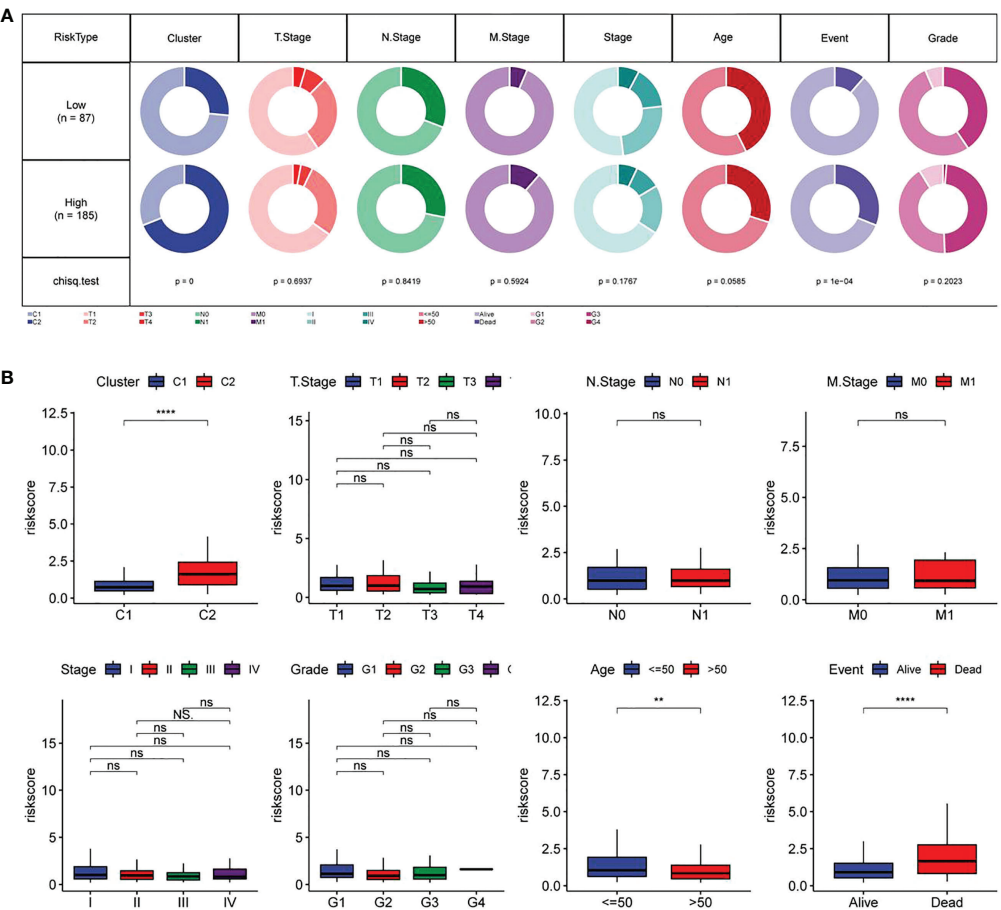 A
RiskType Cluster T.Stage N.Stage M.Stage Stage Age Event Grade
Low
(n = 87)
High
(n = 185)
chisq.test p = 0 p = 0.6937 p = 0.8419 p = 0.5924 p = 0.1767 p = 0.0585 p = 1e−04 p = 0.2023
C1 T1 T3 N0 M0 I III <=50 Alive G1 G3
C2 T2 T4 N1 M1 II IV >50 Dead G2 G4
B
Cluster C1 C2
12.5
10.0
7.5
5.0
2.5
0.0
riskscore
****
C1 C2
T.Stage T1 T2 T3
15
10
5
0
riskscore
ns
ns
ns
ns
ns
ns
T1 T2 T3 T4
N.Stage N0 N1
10.0
7.5
5.0
2.5
0.0
riskscore
ns
N0 N1
M.Stage M0 M1
7.5
5.0
2.5
0.0
riskscore
ns
M0 M1
Stage I II III IV
15
10
5
0
riskscore
ns
NS.
ns
ns
ns
ns
I II III IV
Grade G1 G2 G3
15
10
5
0
riskscore
ns
ns
ns
ns
ns
ns
G1 G2 G3 G4
Age <=50 >50
12.5
10.0
7.5
5.0
2.5
0.0
riskscore
**
<=50 >50
Event Alive Dead
12.5
10.0
7.5
5.0
2.5
0.0
riskscore
****
Alive Dead